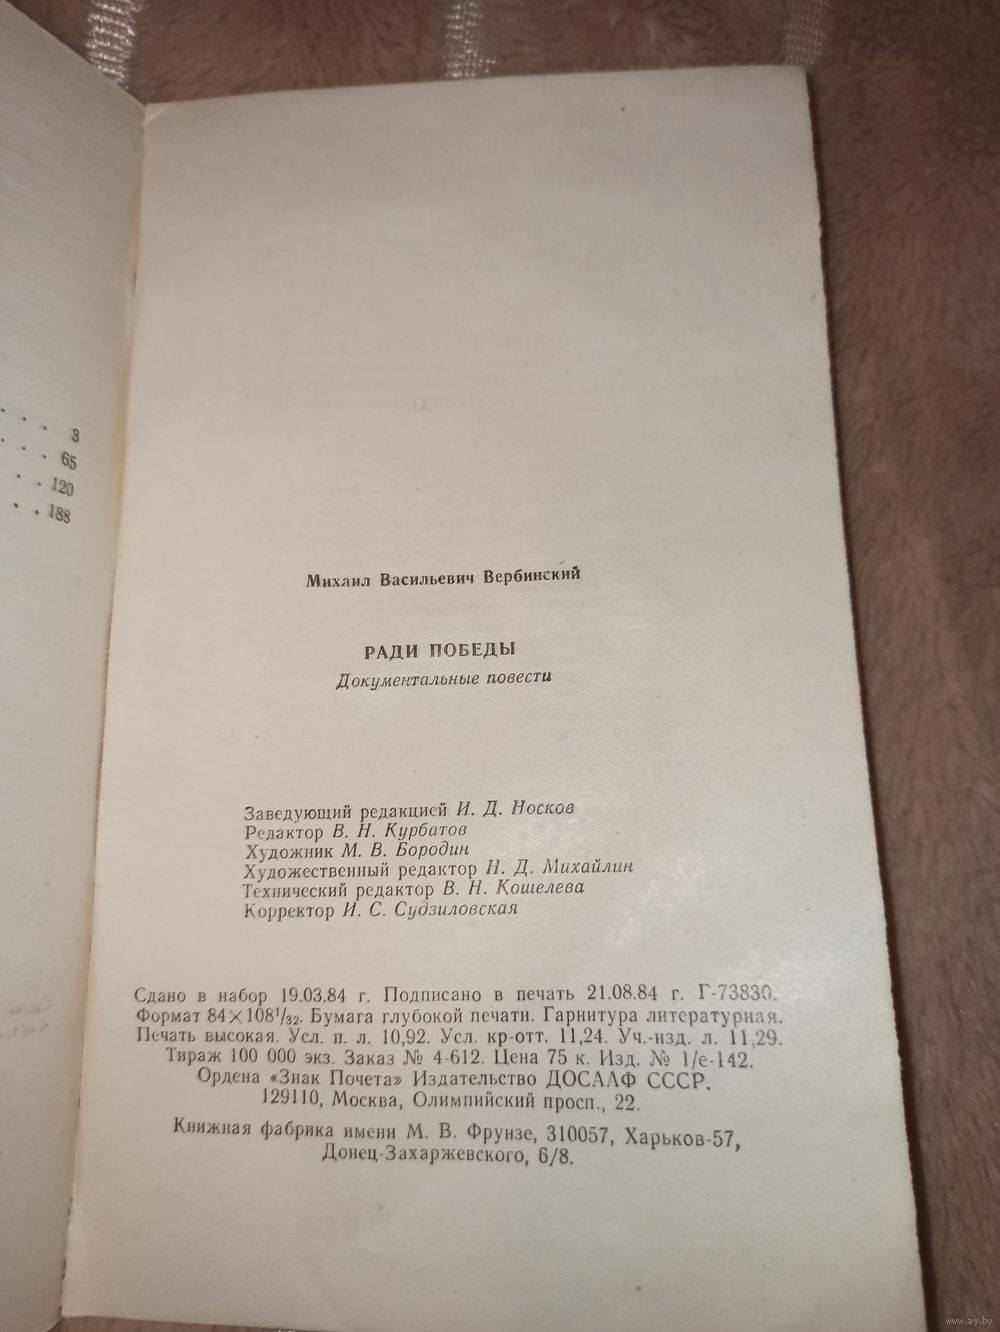 . . . 3
. . . 65
. . 120
. . 188
Михаил Васильевич Вербинский
РАДИ ПОБЕДЫ
Документальные повести
Заведующий редакцией И. Д. Носков
Редактор В. Н. Курбатов
Художник М. В. Бородин
Художественный редактор Н. Д. Михайлин
Технический редактор В. Н. Кошелева
Корректор И. С. Судзиловская
Сдано в набор 19.03.84 г. Подписано в печать 21.08.84 г. Г-73830.
Формат 84×108¹/₃₂. Бумага глубокой печати. Гарнитура литературная.
Печать высокая. Усл. п. л. 10,92. Усл. кр-отт. 11,24. Уч.-изд. л. 11,29.
Тираж 100 000 экз. Заказ № 4-612. Цена 75 к. Изд. № 1/е-142.
Ордена «Знак Почета» Издательство ДОСААФ СССР.
129110, Москва, Олимпийский просп., 22.
Книжная фабрика имени М. В. Фрунзе, 310057, Харьков-57,
Донец-Захаржевского, 6/8.
www.ay.by